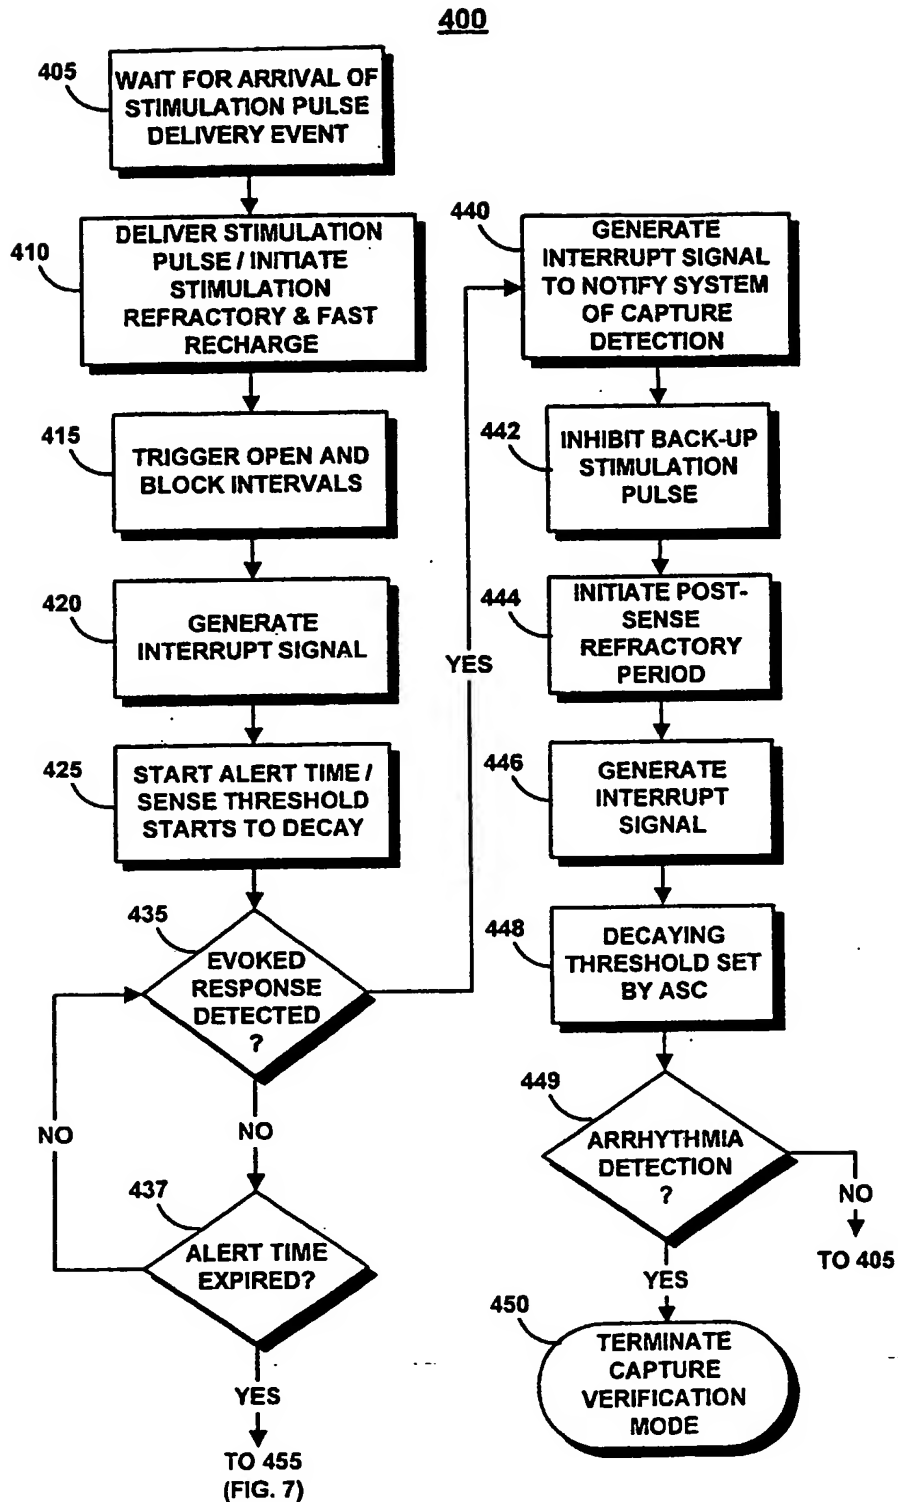 400
405
WAIT FOR ARRIVAL OF
STIMULATION PULSE
DELIVERY EVENT
410
DELIVER STIMULATION
PULSE / INITIATE
STIMULATION
REFRACTORY & FAST
RECHARGE
415
TRIGGER OPEN AND
BLOCK INTERVALS
420
GENERATE
INTERRUPT SIGNAL
425
START ALERT TIME /
SENSE THRESHOLD
STARTS TO DECAY
435
EVOKED
RESPONSE
DETECTED
?
NO
NO
437
ALERT TIME
EXPIRED?
YES
TO 455
(FIG. 7)
YES
440
GENERATE
INTERRUPT SIGNAL
TO NOTIFY SYSTEM
OF CAPTURE
DETECTION
442
INHIBIT BACK-UP
STIMULATION
PULSE
444
INITIATE POST-
SENSE
REFRACTORY
PERIOD
446
GENERATE
INTERRUPT
SIGNAL
448
DECAYING
THRESHOLD SET
BY ASC
449
ARRHYTHMIA
DETECTION
?
NO
TO 405
YES
450
TERMINATE
CAPTURE
VERIFICATION
MODE